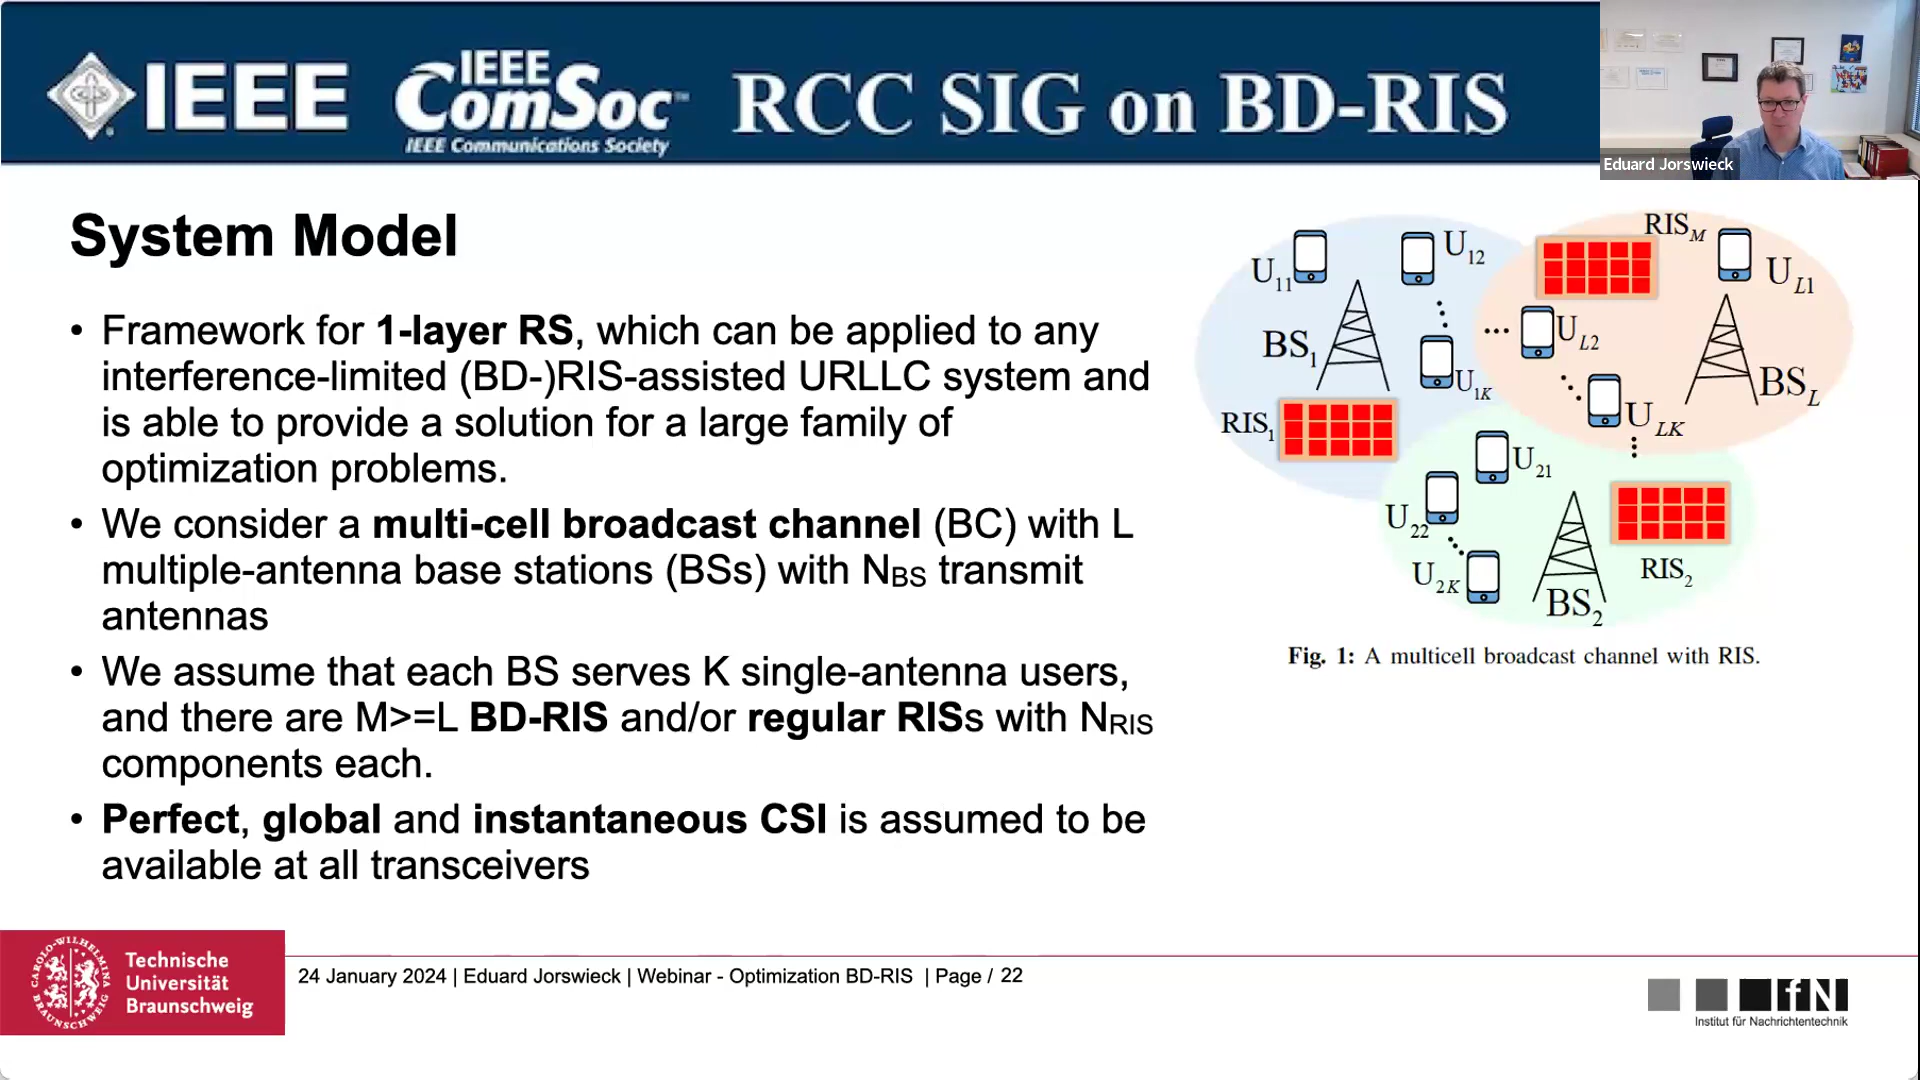 IEEE
IEEE
ComSoc™
IEEE Communications Society
RCC SIG on BD-RIS
Eduard Jorswieck
System Model
• Framework for 1-layer RS, which can be applied to any
interference-limited (BD-)RIS-assisted URLLC system and
is able to provide a solution for a large family of
optimization problems.
• We consider a multi-cell broadcast channel (BC) with L
multiple-antenna base stations (BSs) with NBS transmit
antennas
• We assume that each BS serves K single-antenna users,
and there are M>=L BD-RIS and/or regular RISs with NRIS
components each.
• Perfect, global and instantaneous CSI is assumed to be
available at all transceivers
U11
U12
RISM
UL1
BS1
U1K
...
UL2
BSL
RIS1
ULK
U21
U22
U2K
BS2
RIS2
Fig. 1: A multicell broadcast channel with RIS.
CAROLO-WILHELMINA
BRAUNSCHWEIG
Technische
Universität
Braunschweig
24 January 2024 | Eduard Jorswieck | Webinar - Optimization BD-RIS | Page / 22
IfN
Institut für Nachrichtentechnik